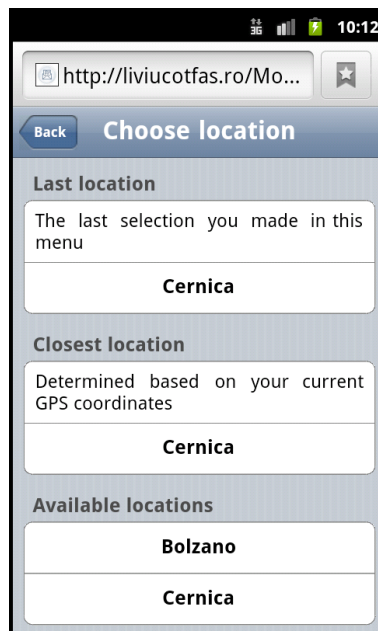 3G 10:12
http://liviucotfas.ro/Mo...
Back Choose location
Last location
The last selection you made in this
menu
Cernica
Closest location
Determined based on your current
GPS coordinates
Cernica
Available locations
Bolzano
Cernica